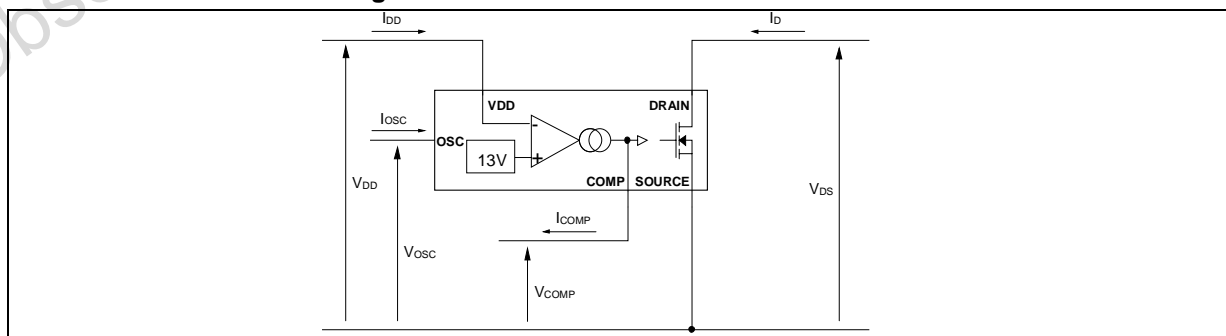 IDD
ID
VDD
DRAIN
IOSC
OSC
-
13V
+
COMP
SOURCE
VDD
VDS
ICOMP
VOSC
VCOMP